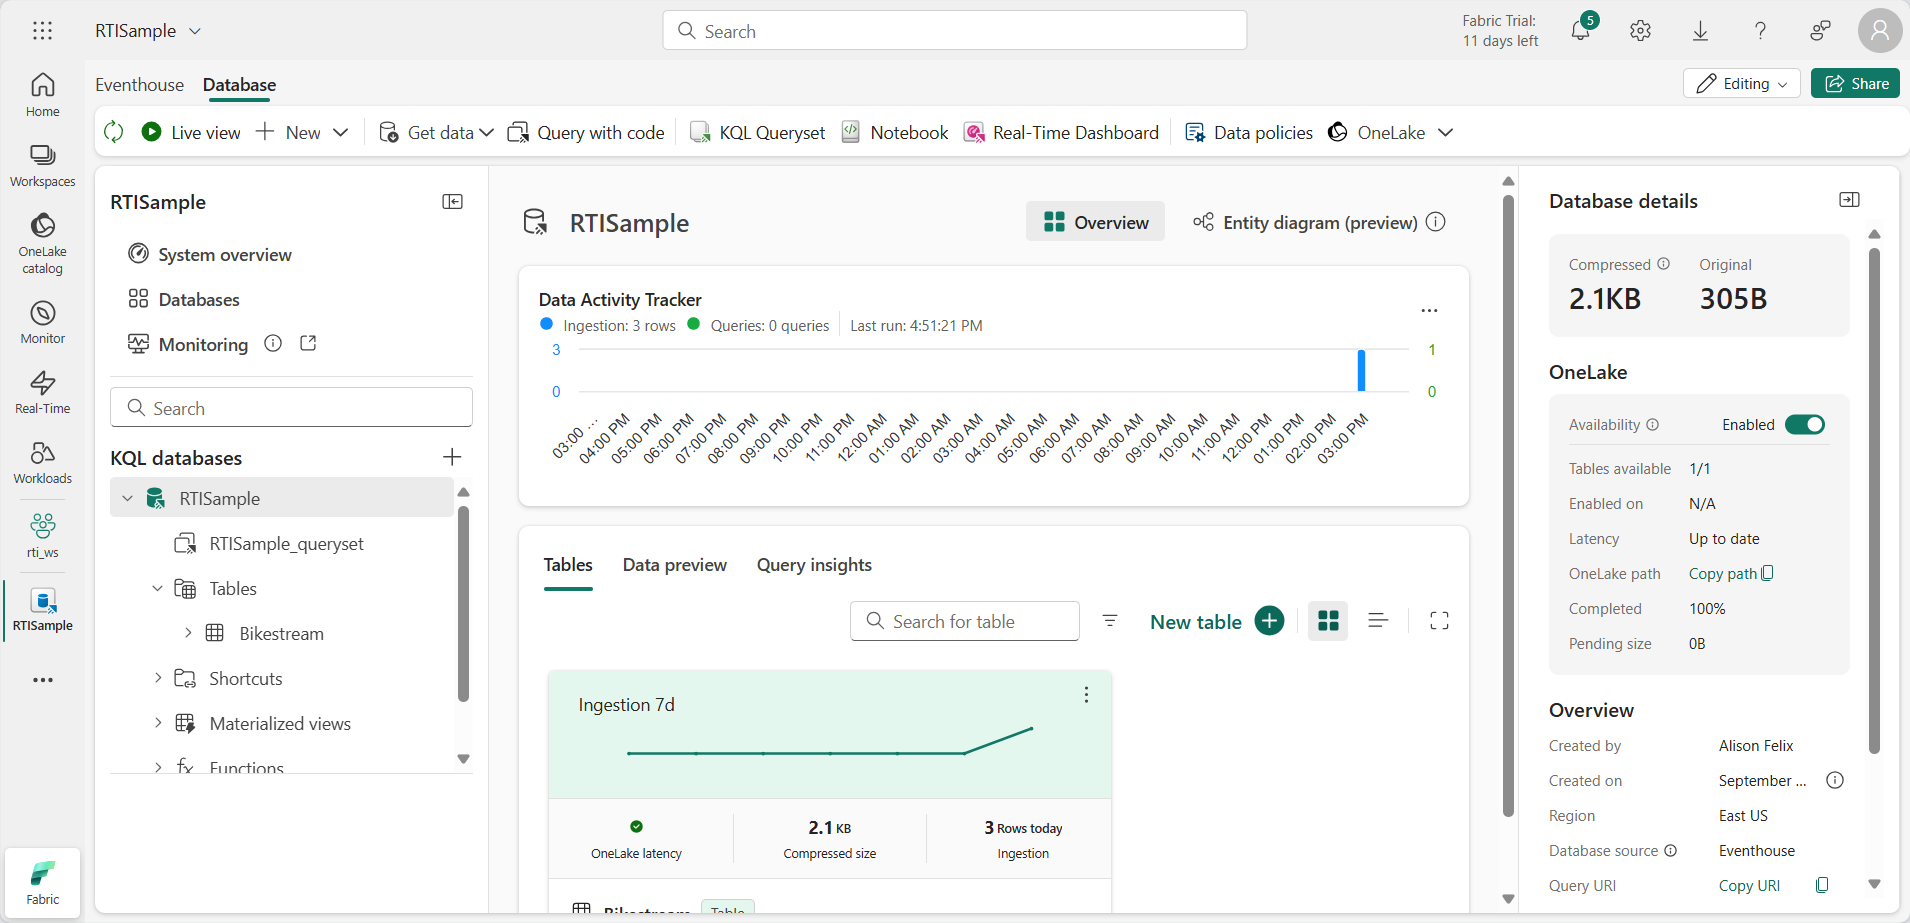 RTISample
Search
Fabric Trial:
11 days left
5
Home
Workspaces
OneLake
catalog
Monitor
Real-Time
Workloads
rti_ws
RTISample
Fabric
Eventhouse
Database
Editing
Share
Live view
New
Get data
Query with code
KQL Queryset
Notebook
Real-Time Dashboard
Data policies
OneLake
RTISample
System overview
Databases
Monitoring
Search
KQL databases
RTISample
RTISample_queryset
Tables
Bikestream
Shortcuts
Materialized views
Functions
RTISample
Overview
Entity diagram (preview)
Data Activity Tracker
Ingestion: 3 rows
Queries: 0 queries
Last run: 4:51:21 PM
3
1
0
0
03:00 ...
04:00 PM
05:00 PM
06:00 PM
07:00 PM
08:00 PM
09:00 PM
10:00 PM
11:00 PM
12:00 AM
01:00 AM
02:00 AM
03:00 AM
04:00 AM
05:00 AM
06:00 AM
07:00 AM
08:00 AM
09:00 AM
10:00 AM
11:00 AM
12:00 PM
01:00 PM
02:00 PM
03:00 PM
Tables
Data preview
Query insights
Search for table
New table
Ingestion 7d
OneLake latency
2.1 KB
Compressed size
3 Rows today
Ingestion
Bikestream
Table
Database details
Compressed
Original
2.1KB
305B
OneLake
Availability
Enabled
Tables available 1/1
Enabled on N/A
Latency Up to date
OneLake path Copy path
Completed 100%
Pending size 0B
Overview
Created by Alison Felix
Created on September ...
Region East US
Database source Eventhouse
Query URI Copy URI